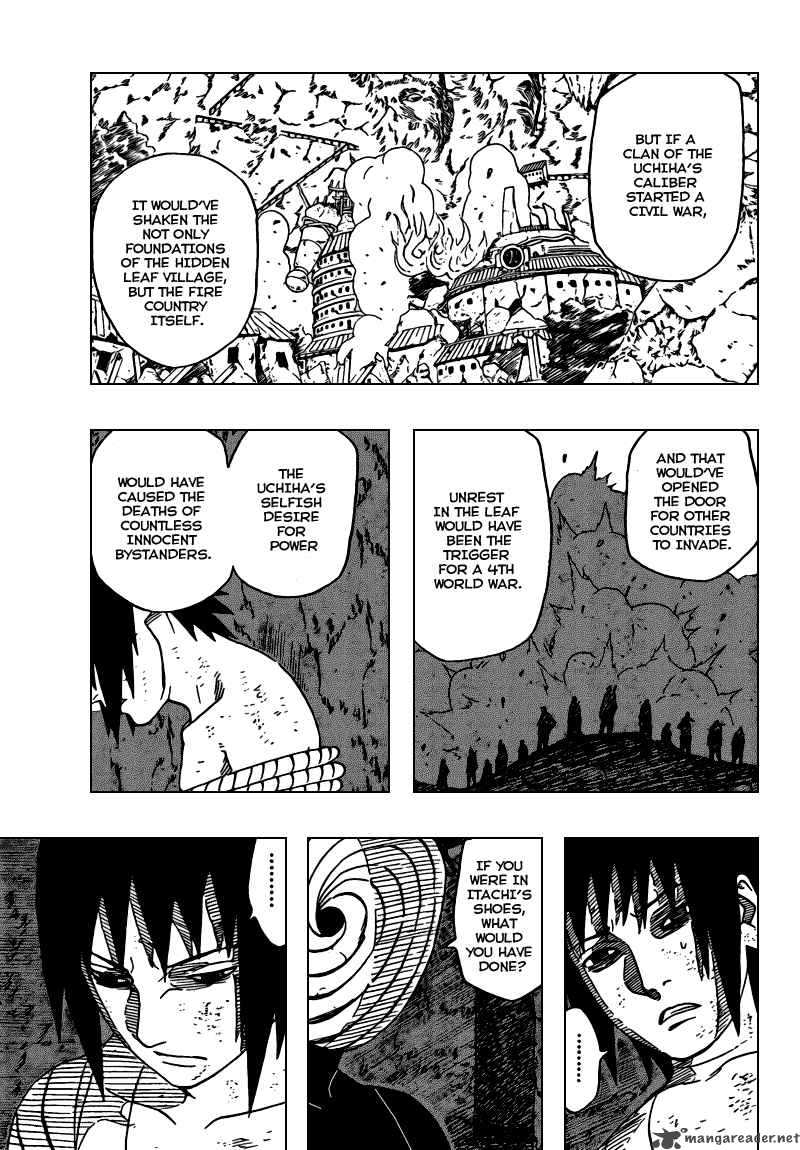 BUT IF A
CLAN OF THE
UCHIHA'S
CALIBER
STARTED A
CIVIL WAR,
IT WOULD'VE
SHAKEN THE
NOT ONLY
FOUNDATIONS
OF THE HIDDEN
LEAF VILLAGE,
BUT THE FIRE
COUNTRY
ITSELF.
AND THAT
WOULD'VE
OPENED
THE DOOR
FOR OTHER
COUNTRIES
TO INVADE.
UNREST
IN THE LEAF
WOULD HAVE
BEEN THE
TRIGGER
FOR A 4TH
WORLD WAR.
THE
UCHIHA'S
SELFISH
DESIRE
FOR
POWER
WOULD HAVE
CAUSED THE
DEATHS OF
COUNTLESS
INNOCENT
BYSTANDERS.
.........
IF YOU
WERE IN
ITACHI'S
SHOES,
WHAT
WOULD
YOU HAVE
DONE?
.........
mangareader.net